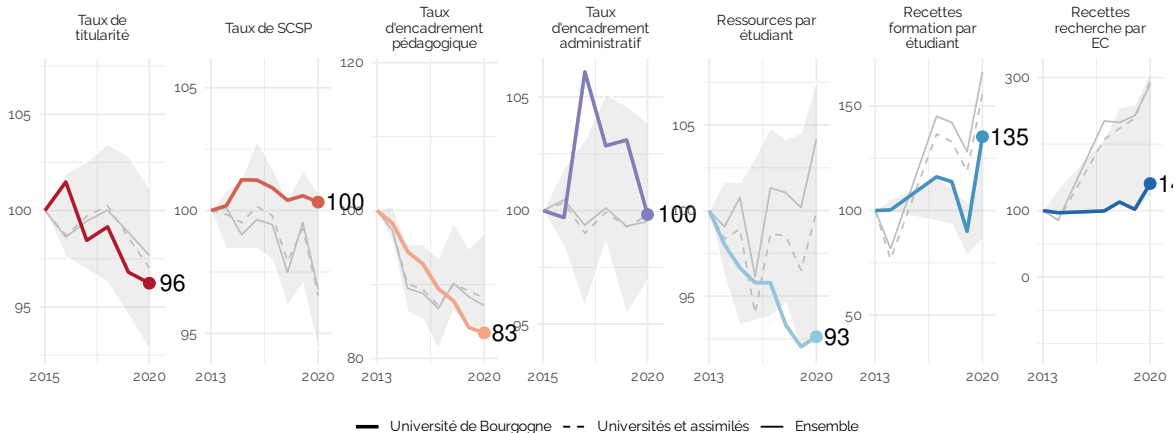 Taux de
titularité
Taux de SCSP
Taux
d'encadrement
pédagogique
Taux
d'encadrement
administratif
Ressources par
étudiant
Recettes
formation par
étudiant
Recettes
recherche par
EC
105
100
95
96
2015
2020
105
100
95
100
2013
2020
120
100
80
83
2013
2020
105
100
95
100
2015
2020
105
100
95
93
2013
2020
150
100
50
135
2013
2020
300
100
0
14
2013
2020
Université de Bourgogne Universités et assimilés Ensemble